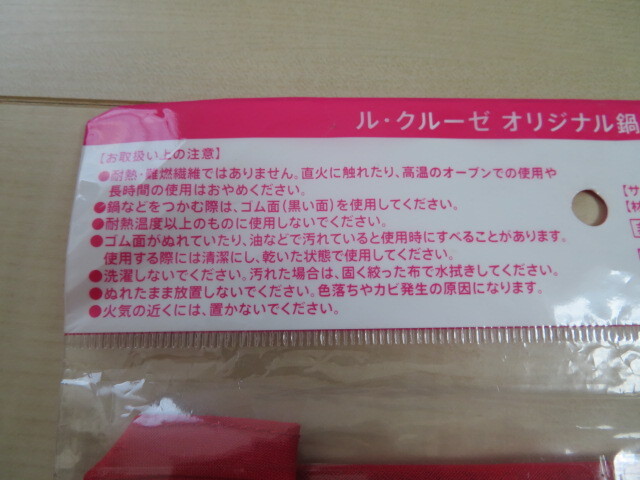 ル・クルーゼ オリジナル鍋
【お取扱い上の注意】
●耐熱・難燃繊維ではありません。直火に触れたり、高温のオーブンでの使用や
長時間の使用はおやめください。
●鍋などをつかむ際は、ゴム面(黒い面)を使用してください。
●耐熱温度以上のものに使用しないでください。
●ゴム面がぬれていたり、油などで汚れていると使用時にすべることがあります。
使用する際には清潔にし、乾いた状態で使用してください。
●洗濯しないでください。汚れた場合は、固く絞った布で水拭きしてください。
●ぬれたまま放置しないでください。色落ちやカビ発生の原因になります。
●火気の近くには、置かないでください。
【サ
【材